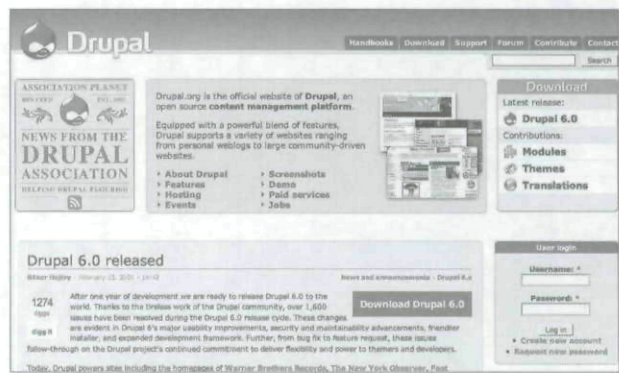 Drupal
Handbooks Download Support Forum Contribute Contact
Search
ASSOCIATION PLANET
NEWS FROM THE
DRUPAL
ASSOCIATION
HELPING DRUPAL FLOURISH
Drupal.org is the official website of Drupal, an
open source content management platform.
Equipped with a powerful blend of features,
Drupal supports a variety of websites ranging
from personal weblogs to large community-driven
websites.
About Drupal
Features
Hosting
Events
Screenshots
Demo
Paid services
Jobs
Download
Latest release:
Drupal 6.0
Contributions:
Modules
Themes
Translations
Drupal 6.0 released
February 13, 2008 - 14:48
News and announcements Drupal 6.x
1274
diggs
digg it
After one year of development we are ready to release Drupal 6.0 to the
world. Thanks to the tireless work of the Drupal community, over 1,600
issues have been resolved during the Drupal 6.0 release cycle. These changes
are evident in Drupal 6's major usability improvements, security and maintainability advancements, friendlier
installer, and expanded development framework. Further, from bug fix to feature request, these issues
follow-through on the Drupal project's continued commitment to deliver flexibility and power to themers and developers.
Download Drupal 6.0
Today, Drupal powers sites including the homepages of Warner Brothers Records, The New York Observer, Fast
User login
Username: *
Password: *
Log in
Create new account
Request new password